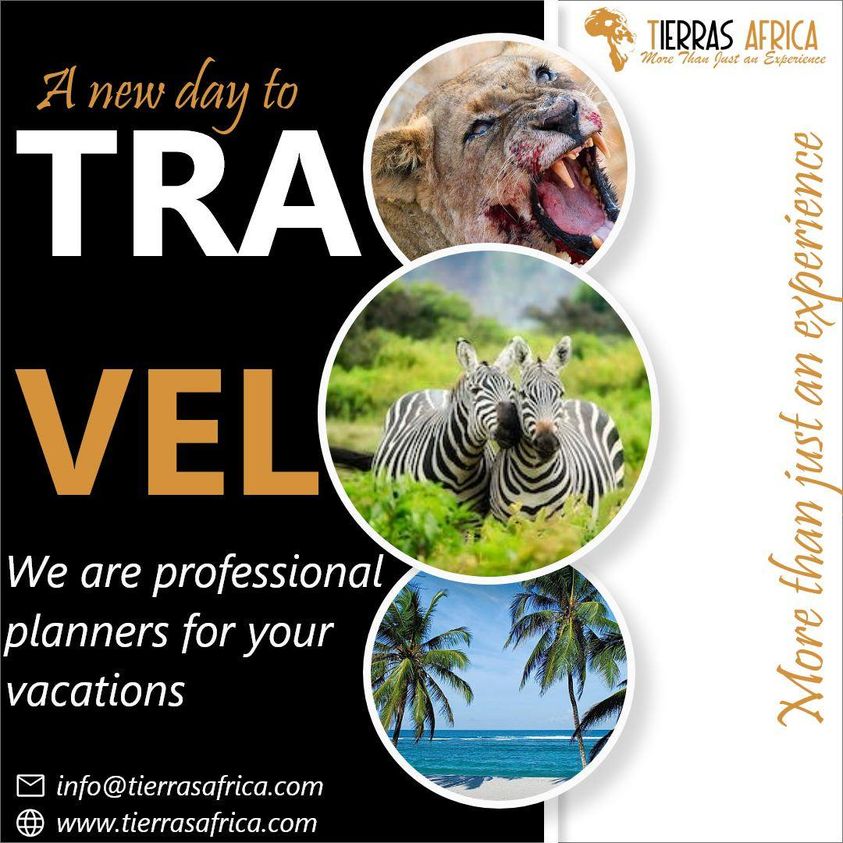 TIERRAS AFRICA
More Than Just an Experience
A new day to
TRA
VEL
We are professional
planners for your
vacations
info@tierrasafrica.com
www.tierrasafrica.com
More than just an experience